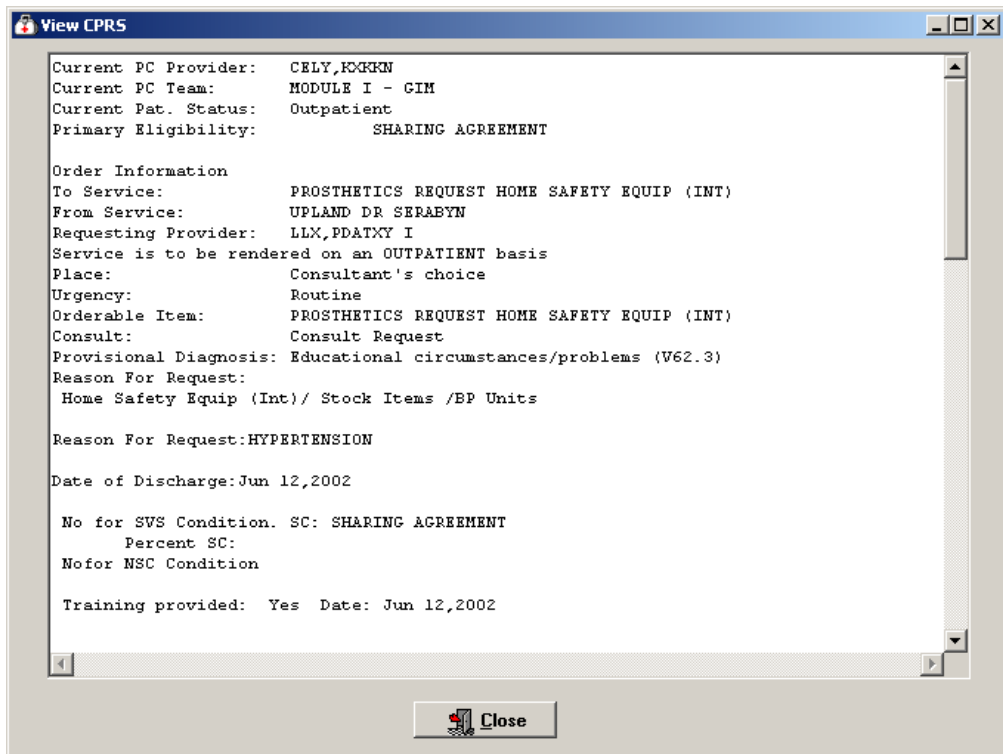 View CPRS
Current PC Provider: CELY,KXKKN
Current PC Team: MODULE I - GIM
Current Pat. Status: Outpatient
Primary Eligibility: SHARING AGREEMENT
Order Information
To Service: PROSTHETICS REQUEST HOME SAFETY EQUIP (INT)
From Service: UPLAND DR SERABYN
Requesting Provider: LLX,PDATXY I
Service is to be rendered on an OUTPATIENT basis
Place: Consultant's choice
Urgency: Routine
Orderable Item: PROSTHETICS REQUEST HOME SAFETY EQUIP (INT)
Consult: Consult Request
Provisional Diagnosis: Educational circumstances/problems (V62.3)
Reason For Request:
Home Safety Equip (Int)/ Stock Items /BP Units
Reason For Request:HYPERTENSION
Date of Discharge:Jun 12,2002
No for SVS Condition. SC: SHARING AGREEMENT
Percent SC:
Nofor NSC Condition
Training provided: Yes Date: Jun 12,2002
Close